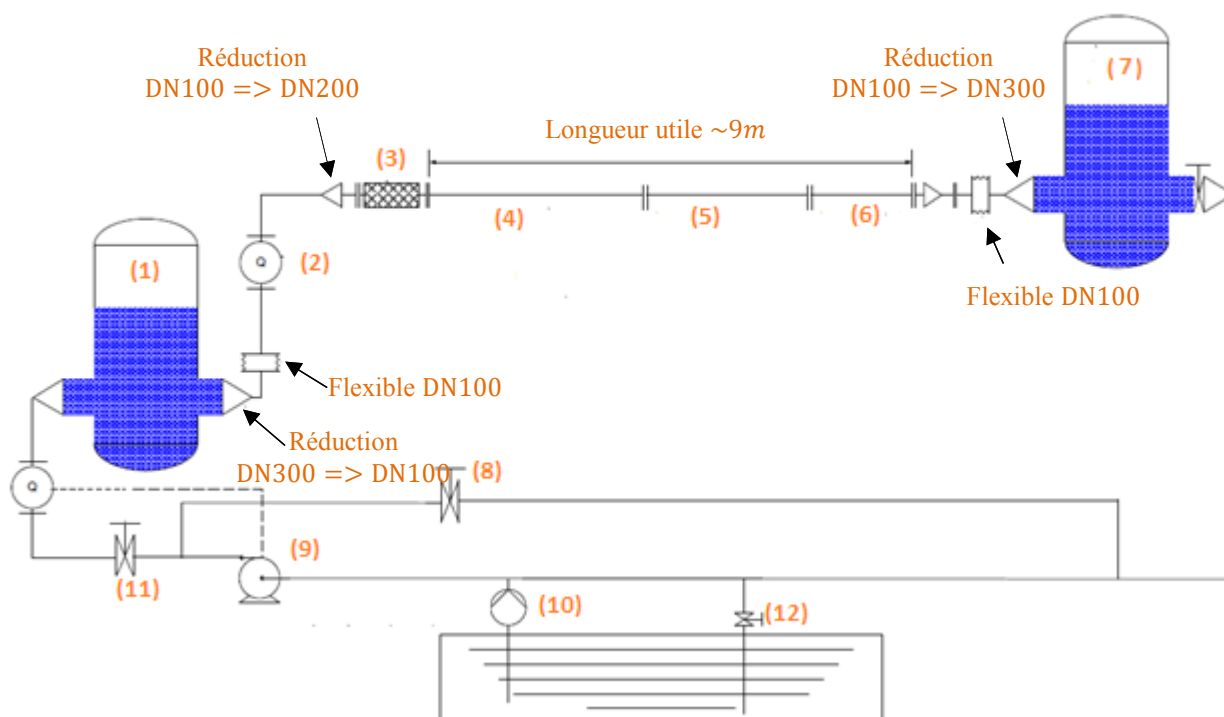 Réduction
DN100 => DN200
Réduction
DN100 => DN300
(7)
Longueur utile ~9m
(3)
(4)
(5)
(6)
(1)
Q
(2)
Flexible DN100
Flexible DN100
Réduction
DN300 => DN100
(8)
Q
(9)
(11)
(10)
(12)